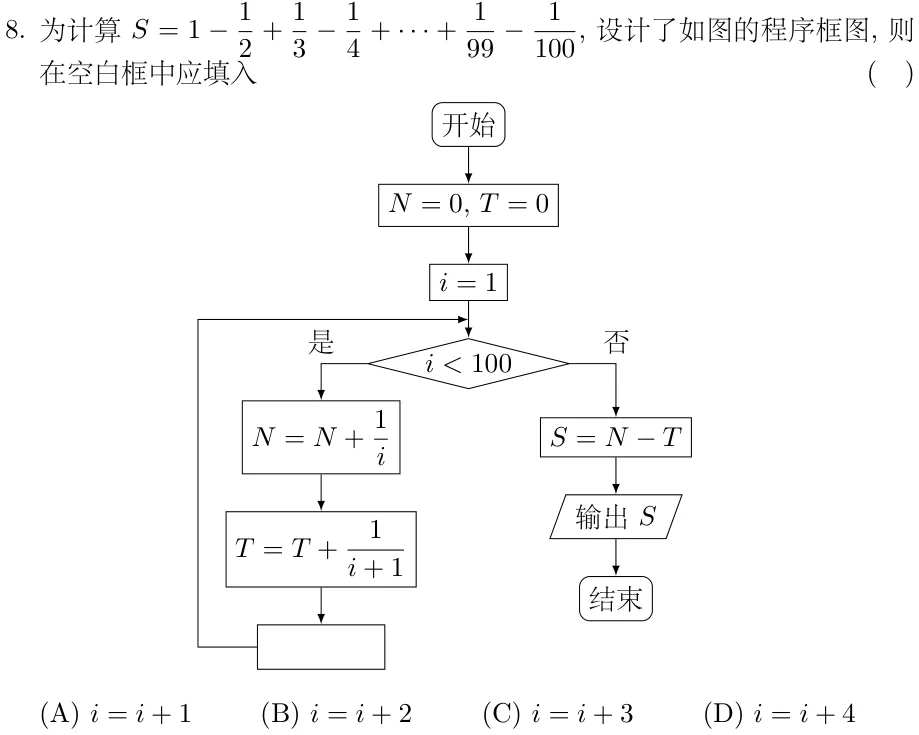 8. 为计算 S = 1 − 1/2 + 1/3 − 1/4 + ⋯ + 1/99 − 1/100, 设计了如图的程序框图, 则
在空白框中应填入 ( )
开始
N = 0, T = 0
i = 1
是
否
i < 100
N = N + 1/i
S = N − T
T = T + 1/(i + 1)
输出 S
结束
(A) i = i + 1 (B) i = i + 2 (C) i = i + 3 (D) i = i + 4